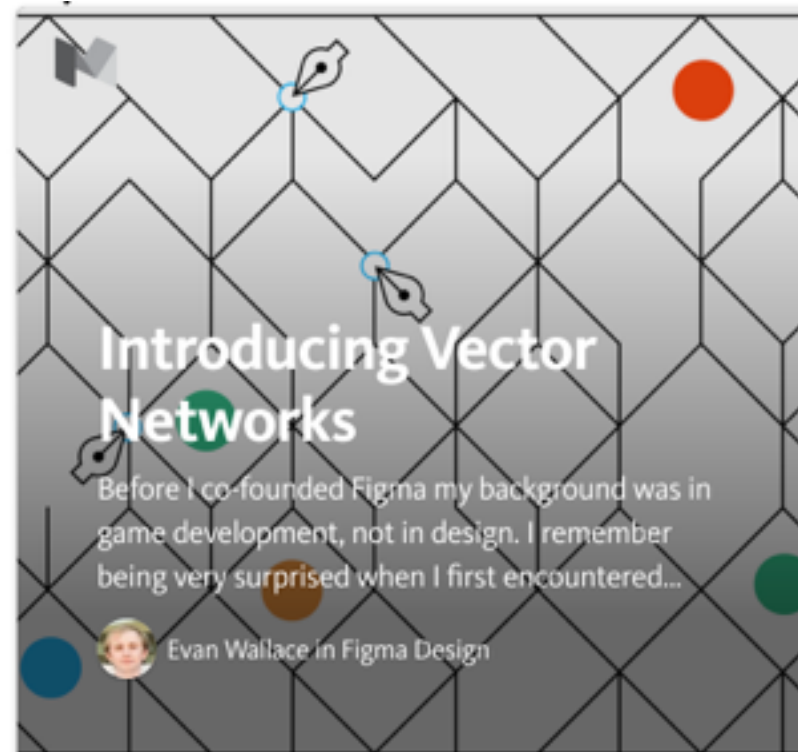 Introducing Vector
Networks
Before I co-founded Figma my background was in
game development, not in design. I remember
being very surprised when I first encountered...
Evan Wallace in Figma Design